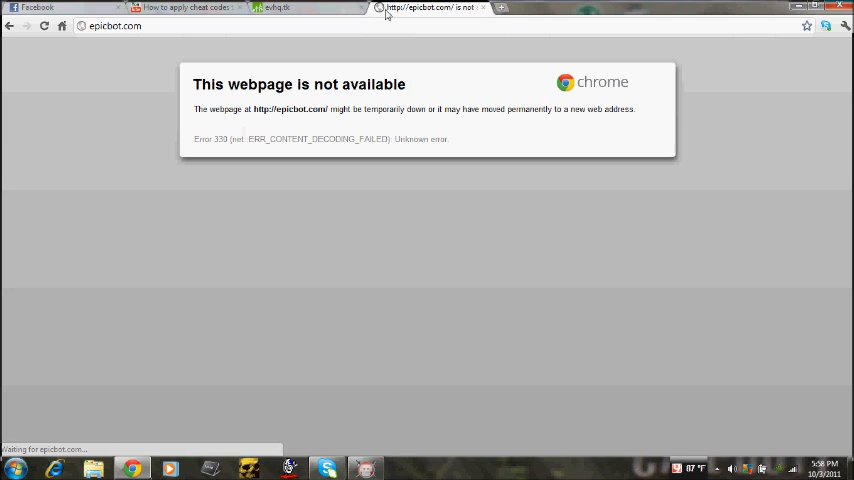 Facebook
How to apply cheat codes t
evhq.tk
http://epicbot.com/ is not
epicbot.com
This webpage is not available
chrome
The webpage at http://epicbot.com/ might be temporarily down or it may have moved permanently to a new web address.
Error 330 (net::ERR_CONTENT_DECODING_FAILED): Unknown error.
Waiting for epicbot.com...
87 °F
5:58 PM
10/3/2011